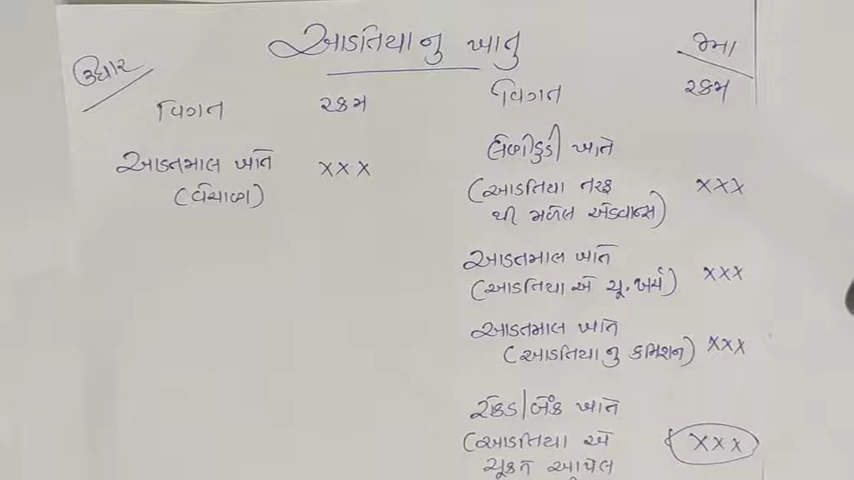 આડતિયાનુ ખાતુ
ઉધાર
જમા
વિગત રકમ
વિગત રકમ
આડતમાલ ખાતે xxx
(વેચાણ)
લેણીહુંડી ખાતે
(આડતિયા તરફ xxx
થી મળેલ એડવાન્સ)
આડતમાલ ખાતે
(આડતિયા એ ચૂ. ખર્ચ) xxx
આડતમાલ ખાતે
(આડતિયા નુ કમિશન) xxx
રોકડ/બેંક ખાતે
(આડતિયા એ xxx
ચૂકતે આપેલ